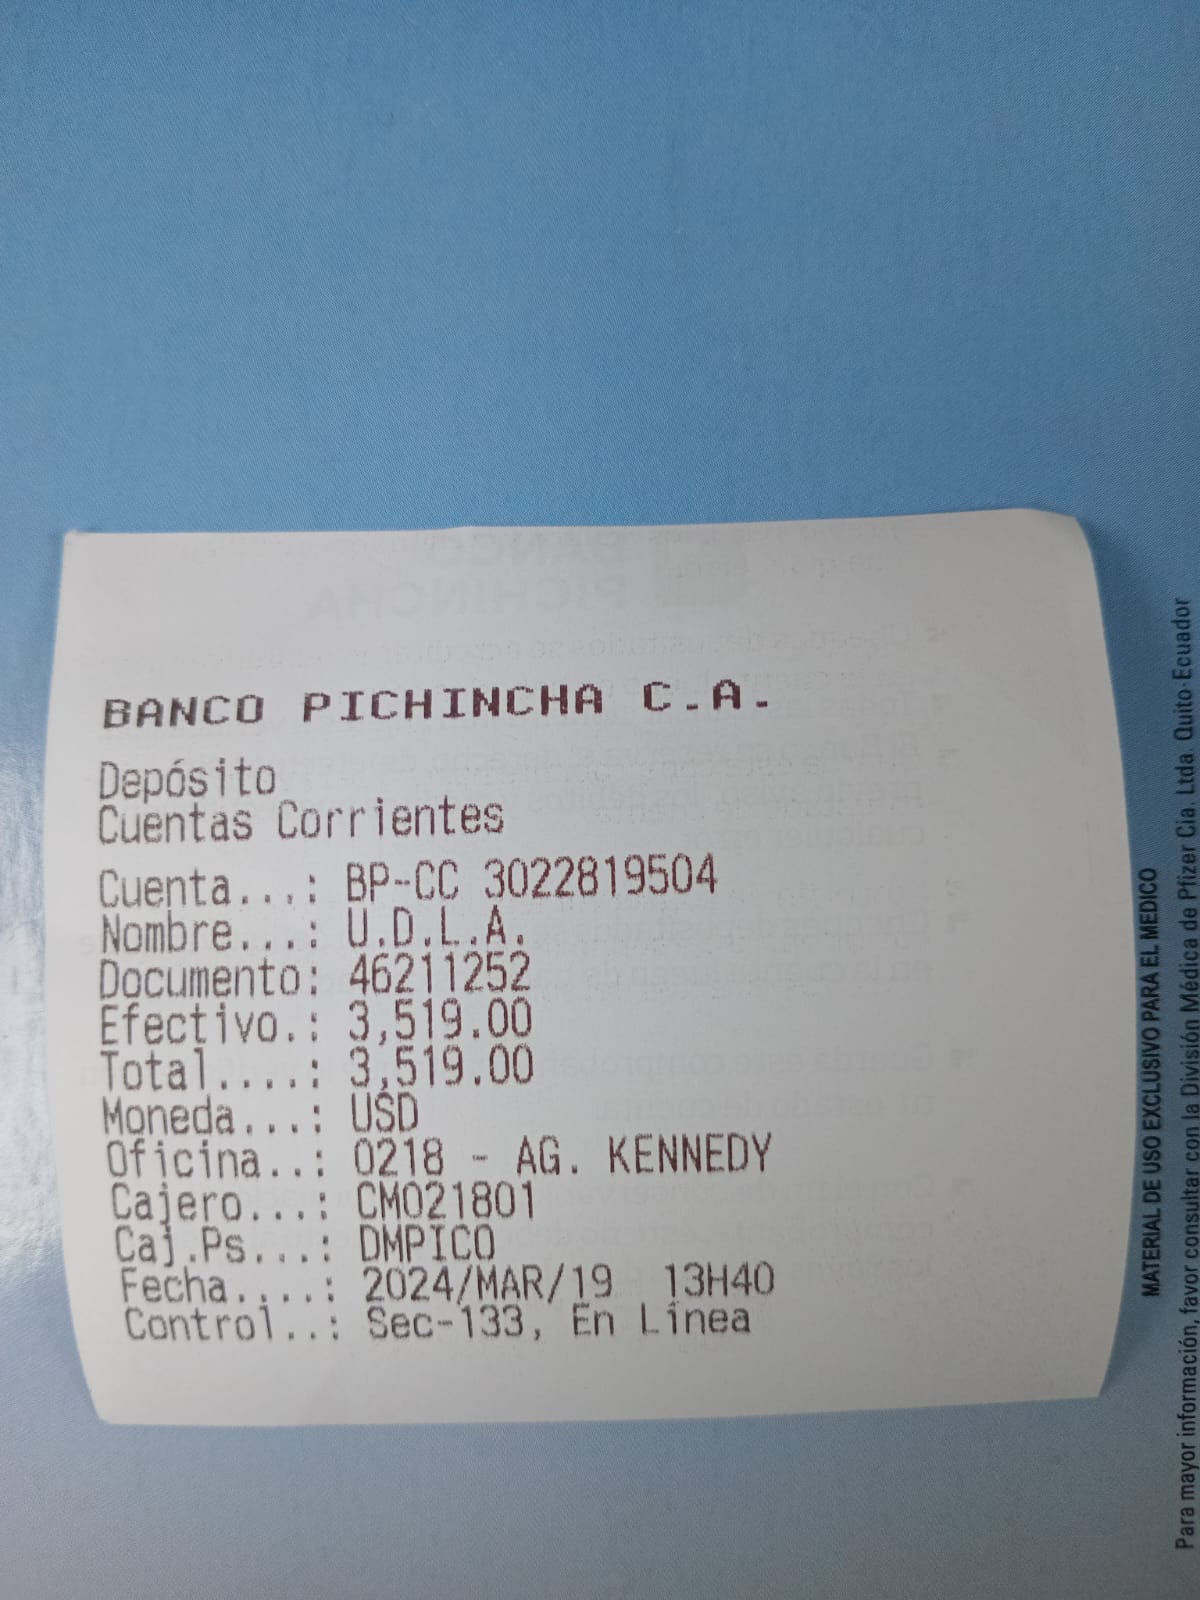 BANCO PICHINCHA C.A.
Depósito
Cuentas Corrientes
Cuenta...: BP-CC 3022819504
Nombre...: U.D.L.A.
Documento: 46211252
Efectivo.: 3,519.00
Total....: 3,519.00
Moneda...: USD
Oficina..: 0218 - AG. KENNEDY
Cajero...: CM021801
Caj.Ps...: DMPICO
Fecha....: 2024/MAR/19 13H40
Control..: Sec-133, En Línea
MATERIAL DE USO EXCLUSIVO PARA EL MEDICO
Para mayor información, favor consultar con la División Médica de Pfizer Cía. Ltda. Quito-Ecuador
BANCO
PICHINCHA